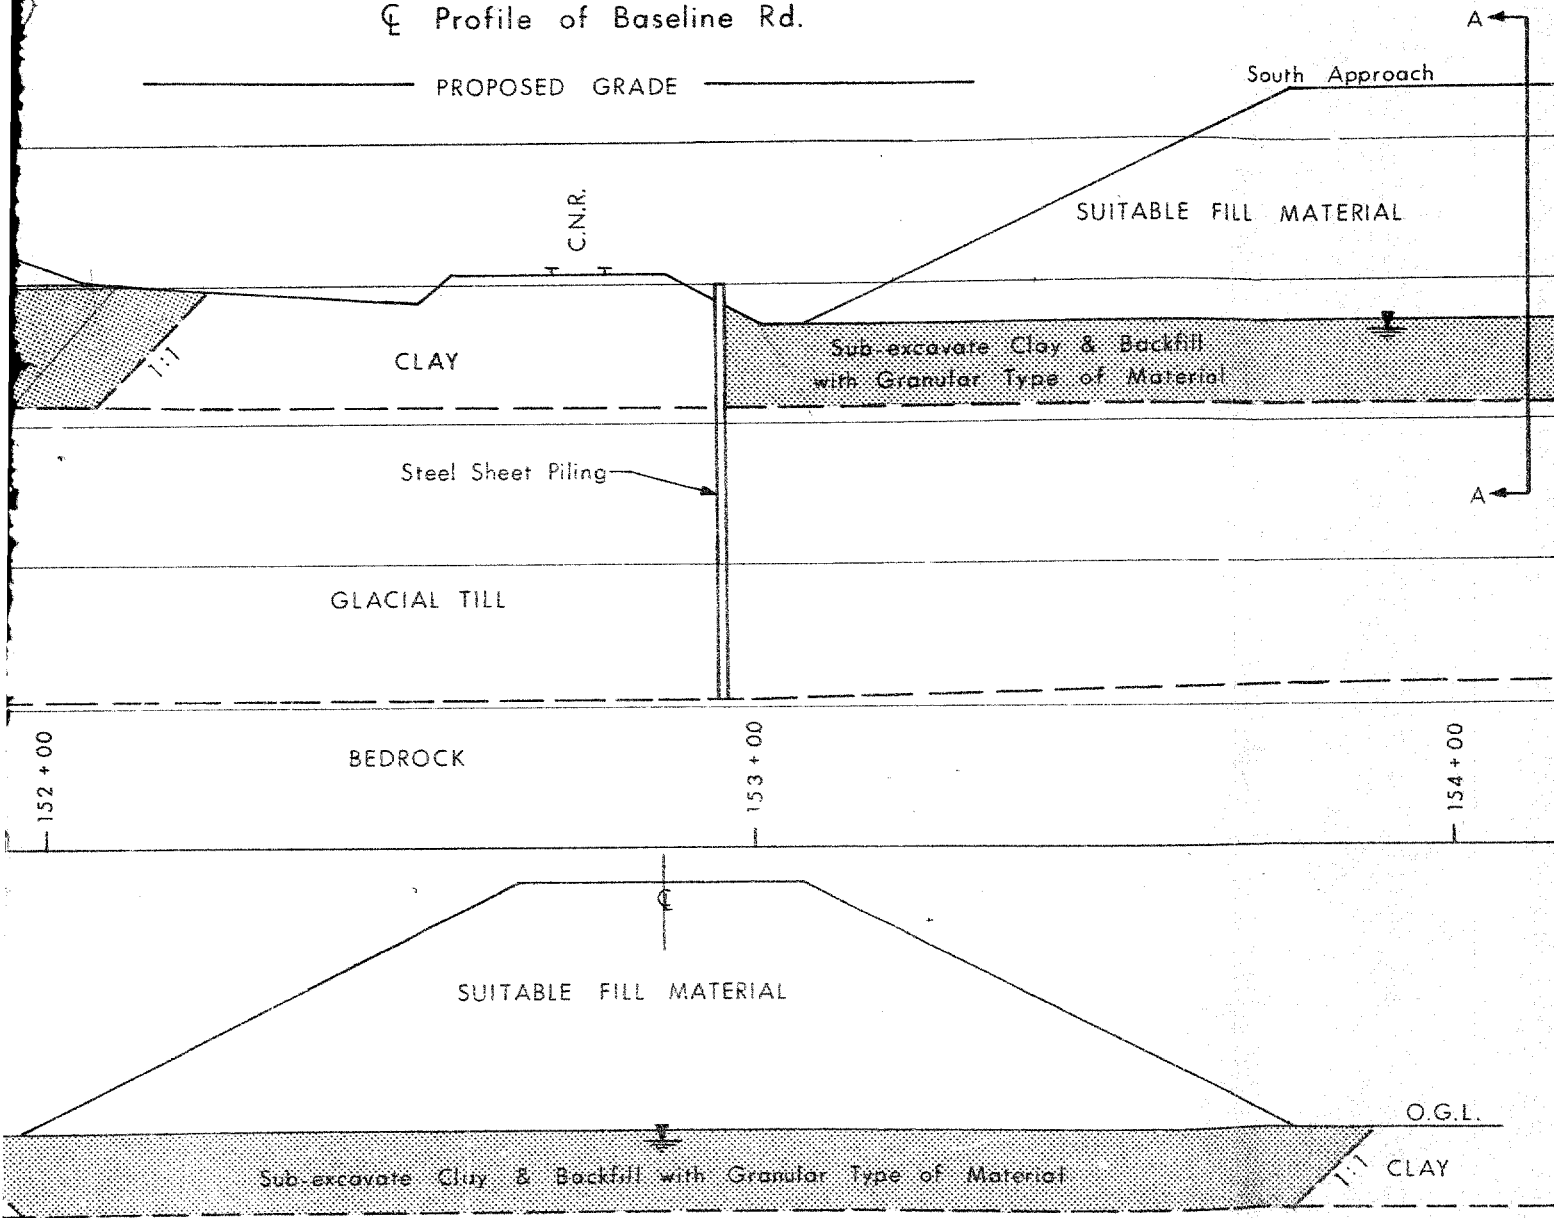 ℄ Profile of Baseline Rd.
A
PROPOSED GRADE
South Approach
C.N.R.
SUITABLE FILL MATERIAL
1:1
CLAY
Sub-excavate Clay & Backfill
with Granular Type of Material
Steel Sheet Piling
A
GLACIAL TILL
BEDROCK
152 + 00
153 + 00
154 + 00
℄
SUITABLE FILL MATERIAL
O.G.L.
Sub-excavate Clay & Backfill with Granular Type of Material
1:1
CLAY